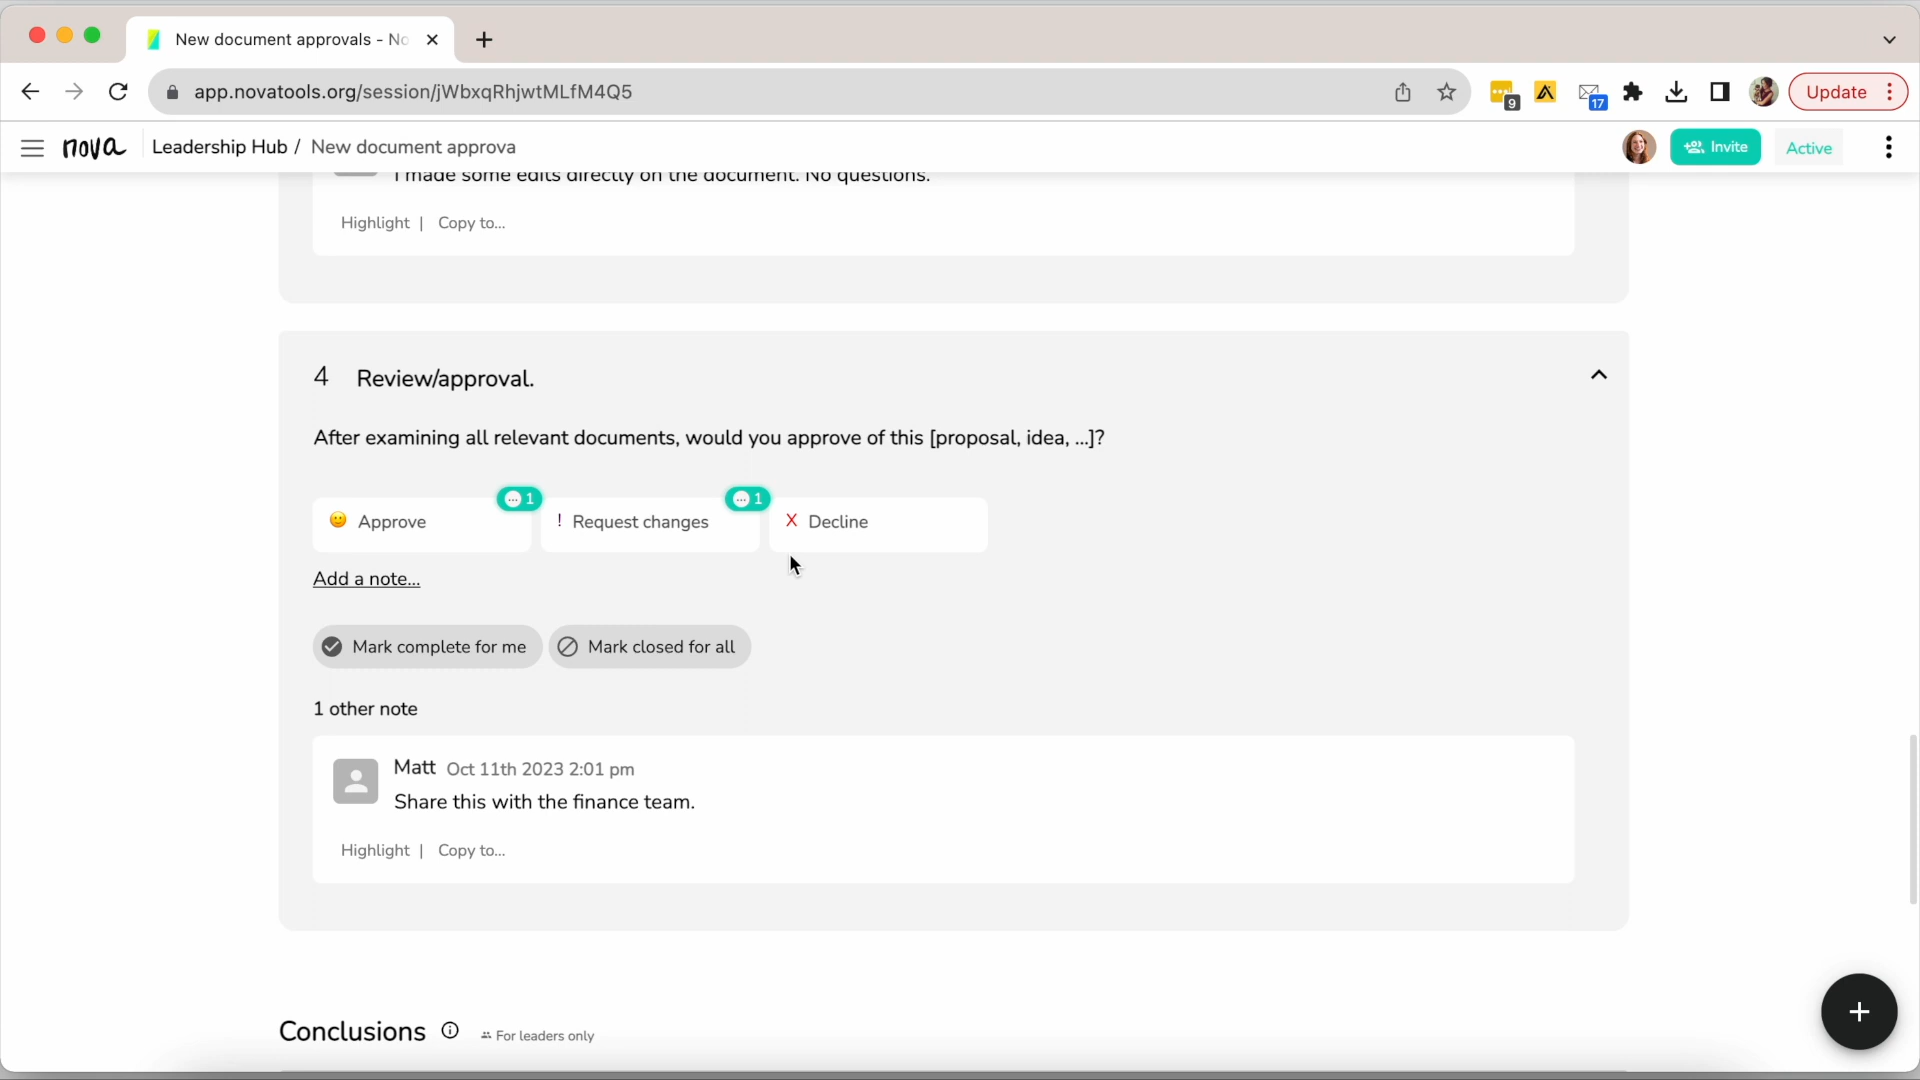 New document approvals - No
app.novatools.org/session/jWbxqRhjwtMLfM4Q5
9
17
Update
nova
Leadership Hub / New document approva
Invite
Active
I made some edits directly on the document. No questions.
Highlight | Copy to...
4 Review/approval.
After examining all relevant documents, would you approve of this [proposal, idea, ...]?
1
1
Approve
! Request changes
X Decline
Add a note...
Mark complete for me
Mark closed for all
1 other note
Matt Oct 11th 2023 2:01 pm
Share this with the finance team.
Highlight | Copy to...
Conclusions
For leaders only